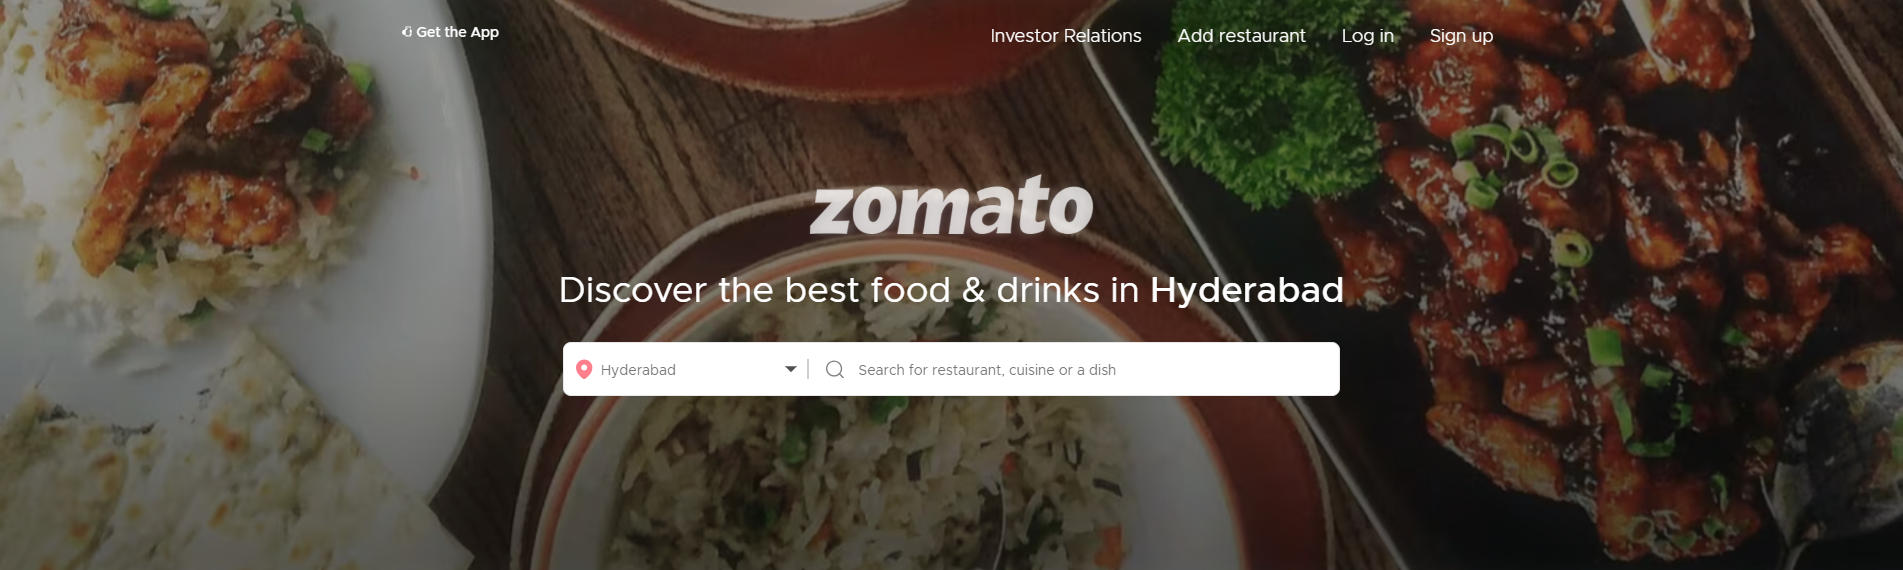 Get the App
Investor Relations
Add restaurant
Log in
Sign up
zomato
Discover the best food & drinks in Hyderabad
Hyderabad
Search for restaurant, cuisine or a dish